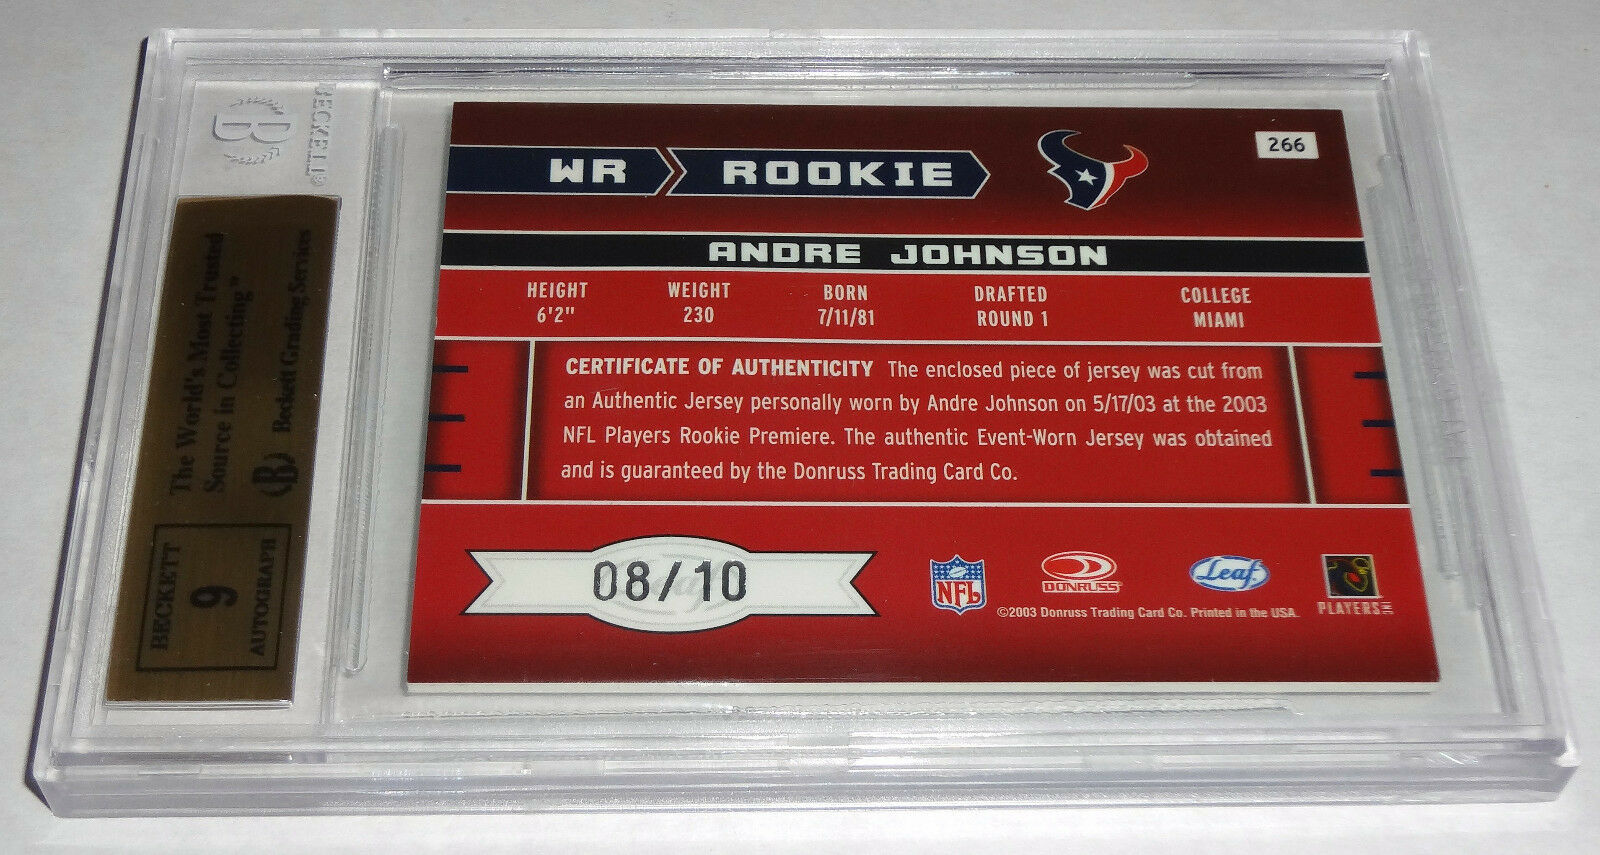 BECKETT®
B
The World's Most Trusted
Source in Collecting"
B
Beckett Grading Services
BECKETT
9
AUTOGRAPH
WR ROOKIE
266
ANDRE JOHNSON
HEIGHT WEIGHT BORN DRAFTED COLLEGE
6'2" 230 7/11/81 ROUND 1 MIAMI
CERTIFICATE OF AUTHENTICITY The enclosed piece of jersey was cut from
an Authentic Jersey personally worn by Andre Johnson on 5/17/03 at the 2003
NFL Players Rookie Premiere. The authentic Event-Worn Jersey was obtained
and is guaranteed by the Donruss Trading Card Co.
08/10
NFL
DONRUSS
Leaf
PLAYERS INC
©2003 Donruss Trading Card Co. Printed in the USA.